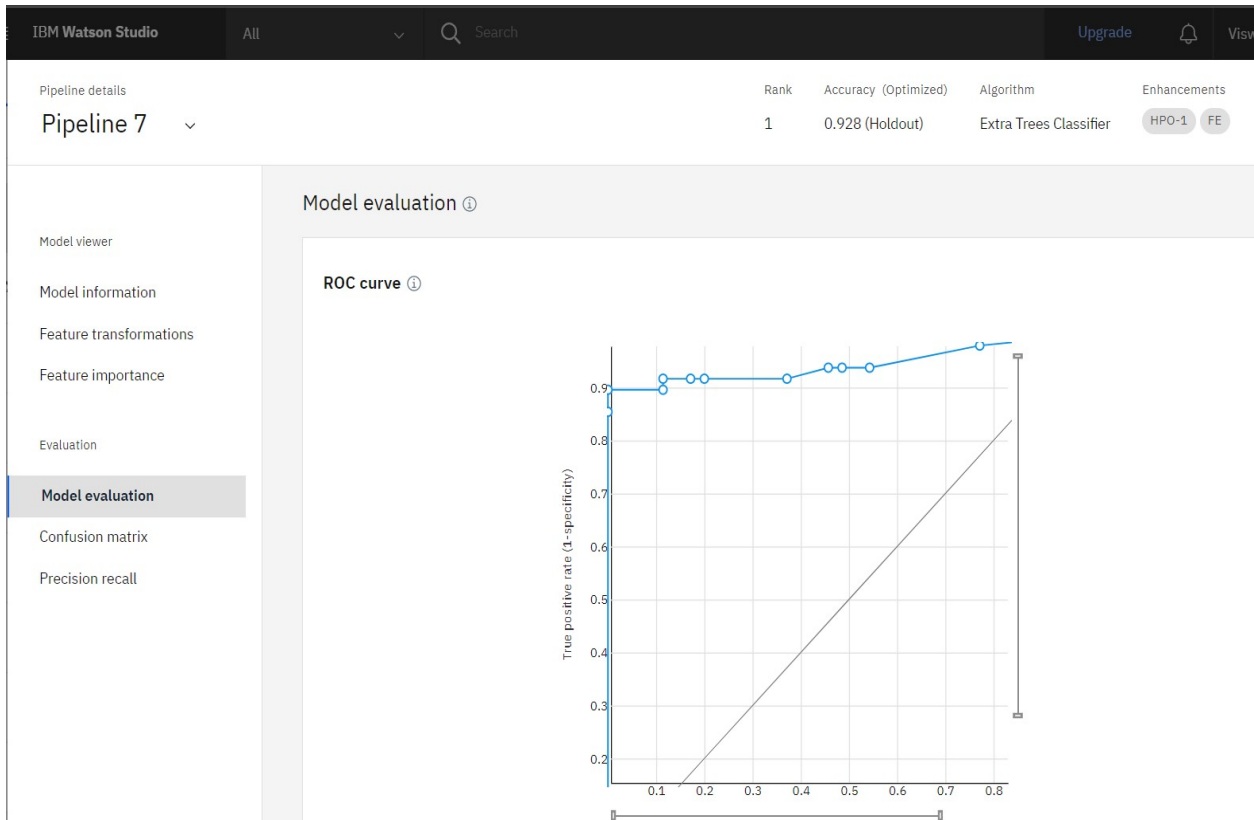 IBM Watson Studio All Search Upgrade Visw
Pipeline details
Pipeline 7
Rank Accuracy (Optimized) Algorithm Enhancements
1 0.928 (Holdout) Extra Trees Classifier HPO-1 FE
Model viewer
Model information
Feature transformations
Feature importance
Evaluation
Model evaluation
Confusion matrix
Precision recall
Model evaluation
ROC curve
True positive rate (1-specificity)
0.9
0.8
0.7
0.6
0.5
0.4
0.3
0.2
0.1 0.2 0.3 0.4 0.5 0.6 0.7 0.8